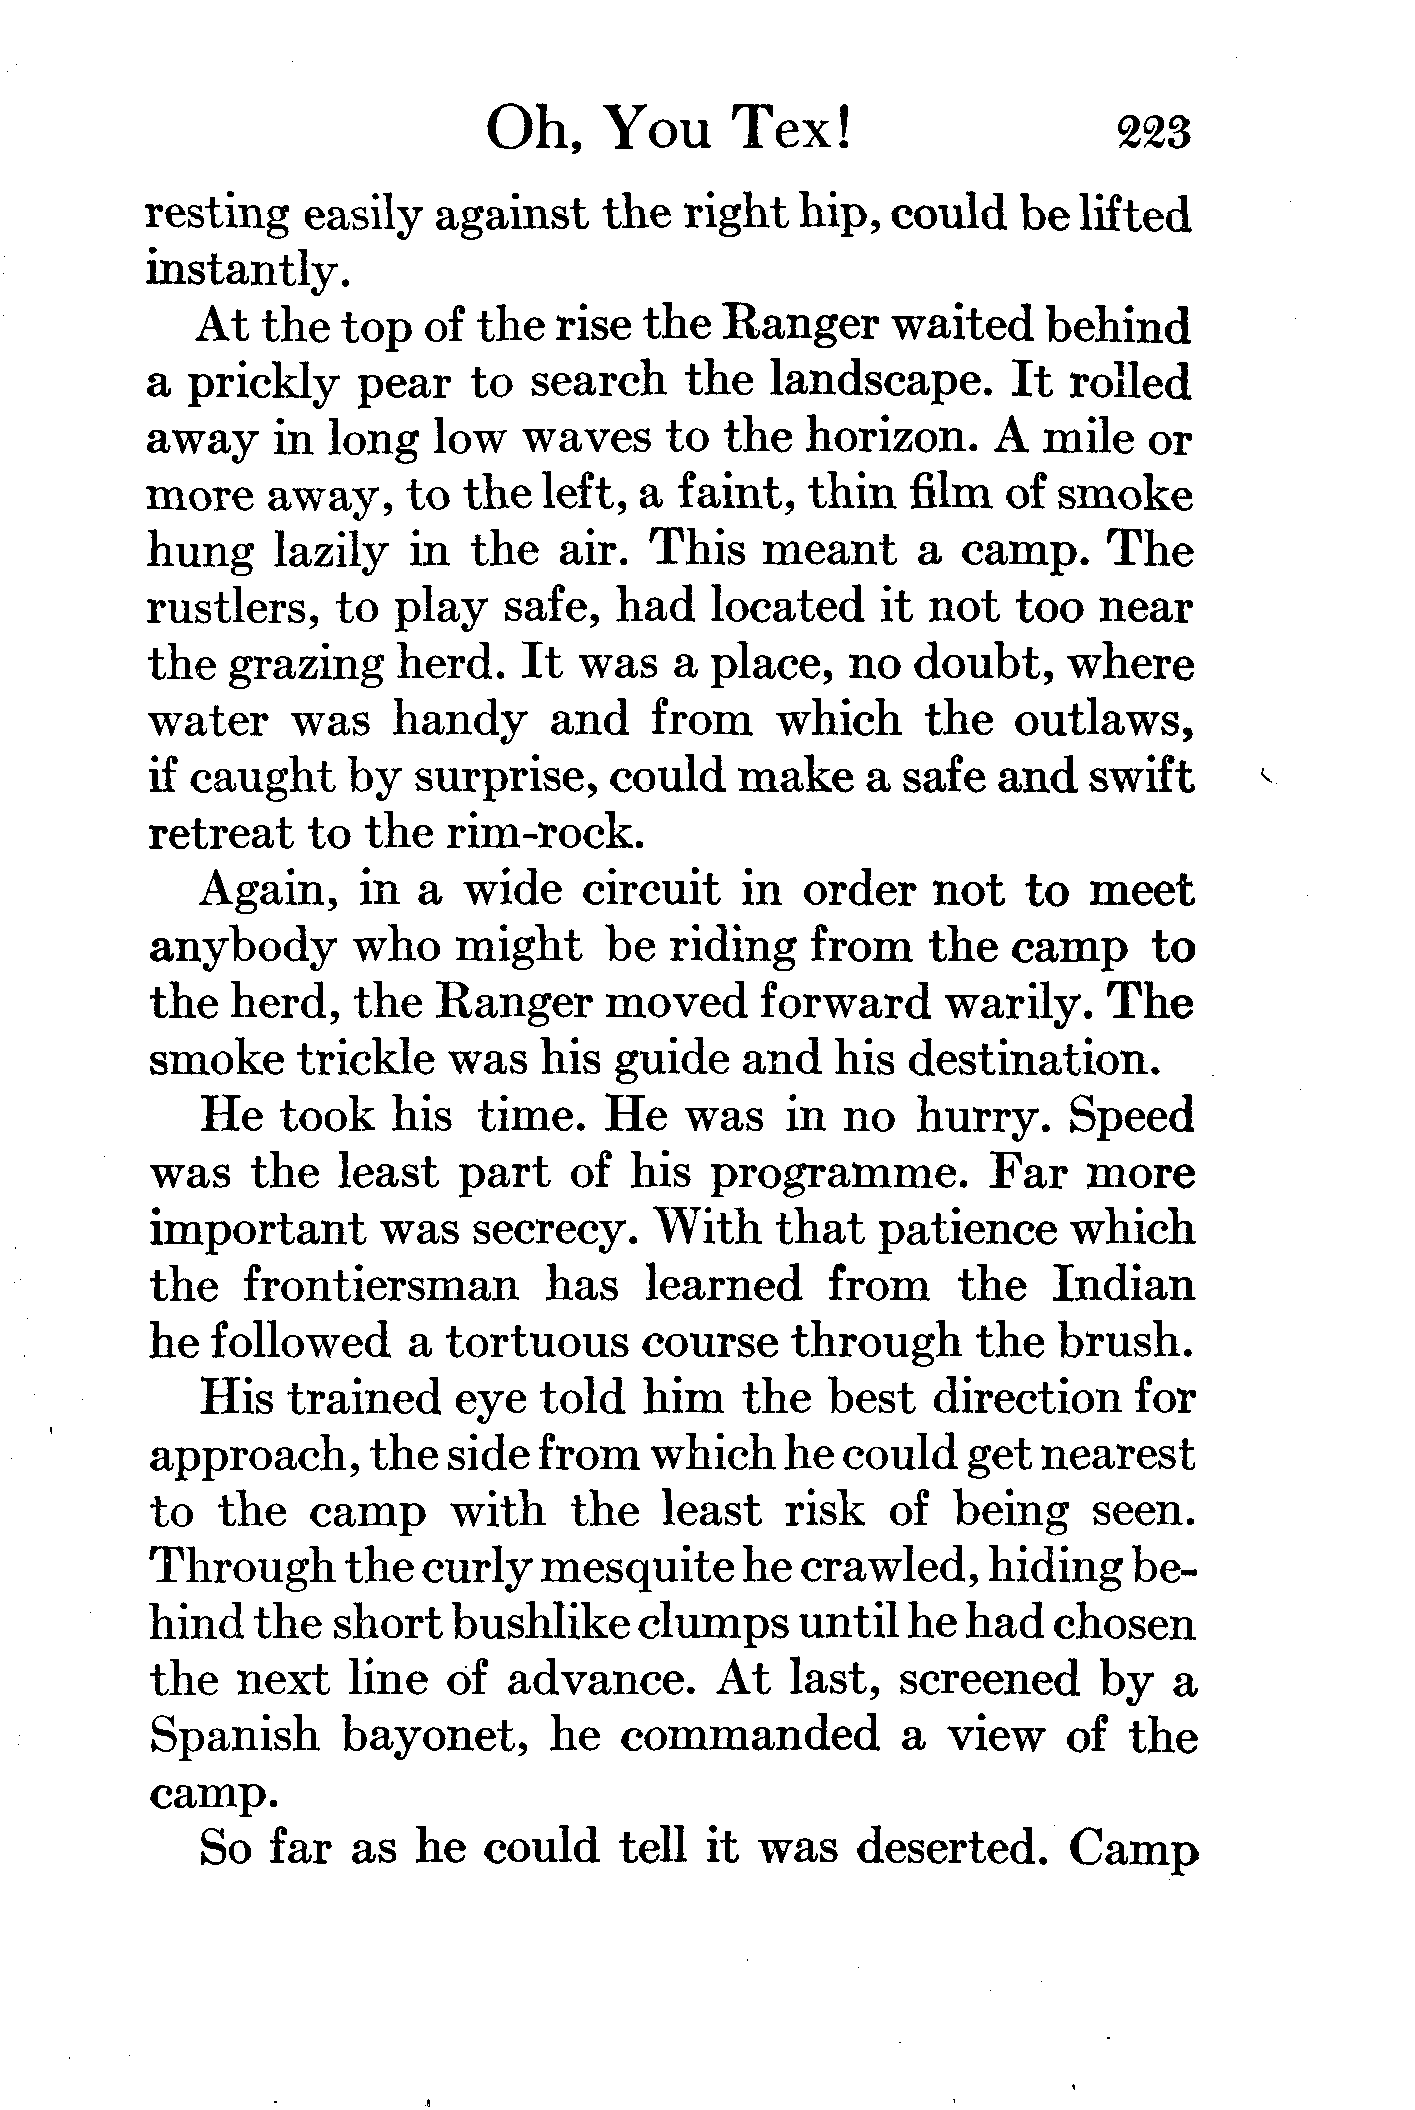 Oh, You Tex! 223
resting easily against the right hip, could be lifted
instantly.
At the top of the rise the Ranger waited behind
a prickly pear to search the landscape. It rolled
away in long low waves to the horizon. A mile or
more away, to the left, a faint, thin film of smoke
hung lazily in the air. This meant a camp. The
rustlers, to play safe, had located it not too near
the grazing herd. It was a place, no doubt, where
water was handy and from which the outlaws,
if caught by surprise, could make a safe and swift
retreat to the rim-rock.
Again, in a wide circuit in order not to meet
anybody who might be riding from the camp to
the herd, the Ranger moved forward warily. The
smoke trickle was his guide and his destination.
He took his time. He was in no hurry. Speed
was the least part of his programme. Far more
important was secrecy. With that patience which
the frontiersman has learned from the Indian
he followed a tortuous course through the brush.
His trained eye told him the best direction for
approach, the side from which he could get nearest
to the camp with the least risk of being seen.
Through the curly mesquite he crawled, hiding be-
hind the short bushlike clumps until he had chosen
the next line of advance. At last, screened by a
Spanish bayonet, he commanded a view of the
camp.
So far as he could tell it was deserted. Camp